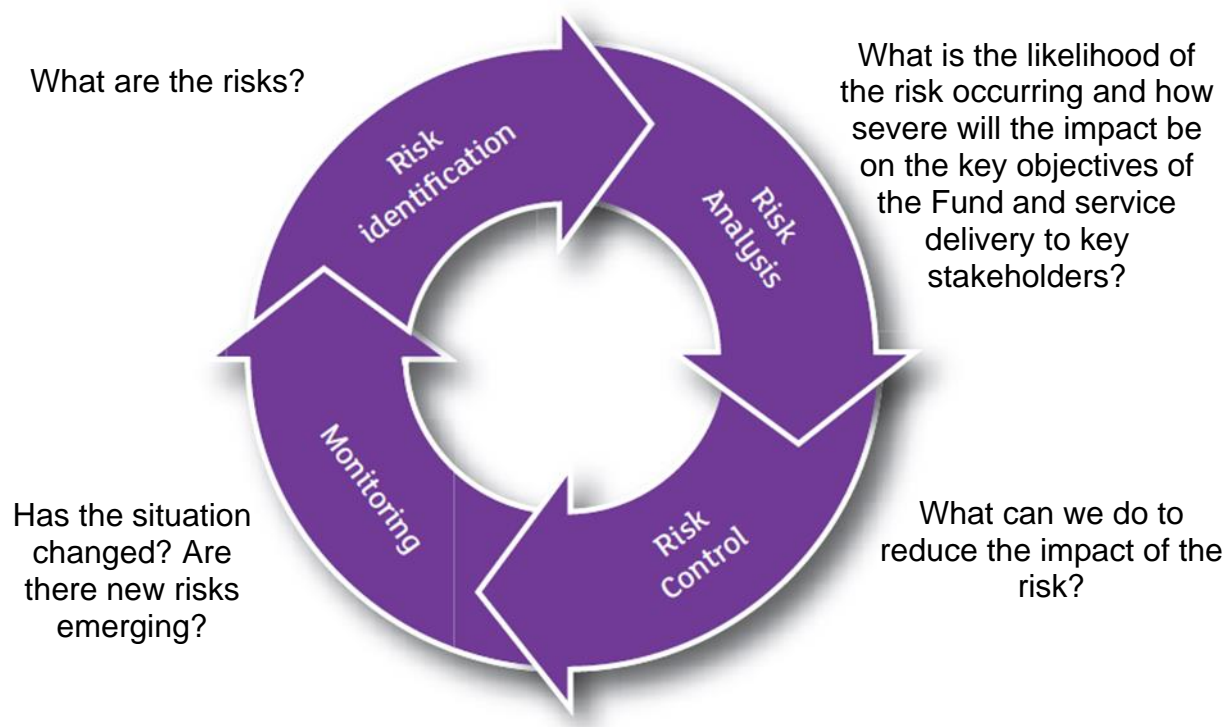 What are the risks?
Risk
identification
What is the likelihood of
the risk occurring and how
severe will the impact be
on the key objectives of
the Fund and service
delivery to key
stakeholders?
Risk
Analysis
Risk
Control
What can we do to
reduce the impact of the
risk?
Monitoring
Has the situation
changed? Are
there new risks
emerging?